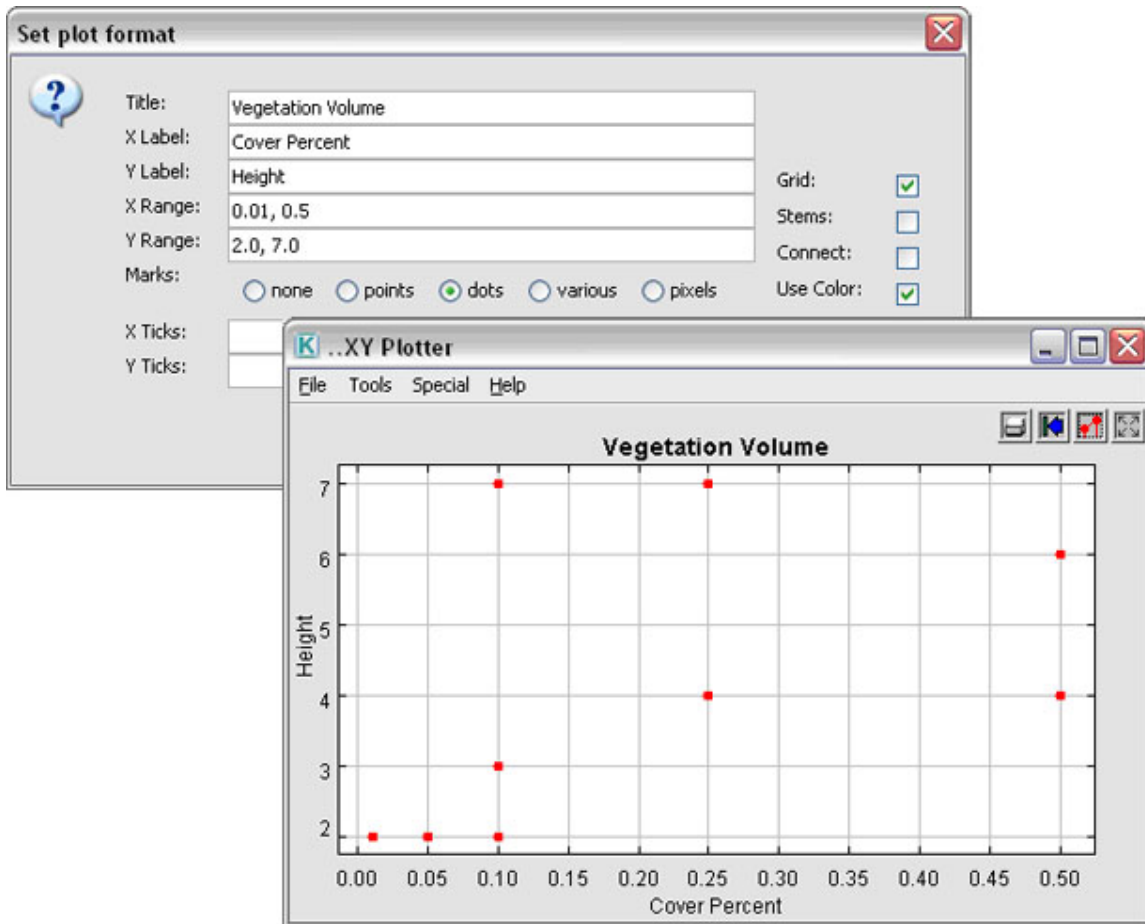 Set plot format
Title: Vegetation Volume
X Label: Cover Percent
Y Label: Height
X Range: 0.01, 0.5
Y Range: 2.0, 7.0
Marks: none points dots various pixels
Grid:
Stems:
Connect:
Use Color:
X Ticks:
Y Ticks:
..XY Plotter
File Tools Special Help
Vegetation Volume
7
6
5
4
3
2
Height
0.00 0.05 0.10 0.15 0.20 0.25 0.30 0.35 0.40 0.45 0.50
Cover Percent